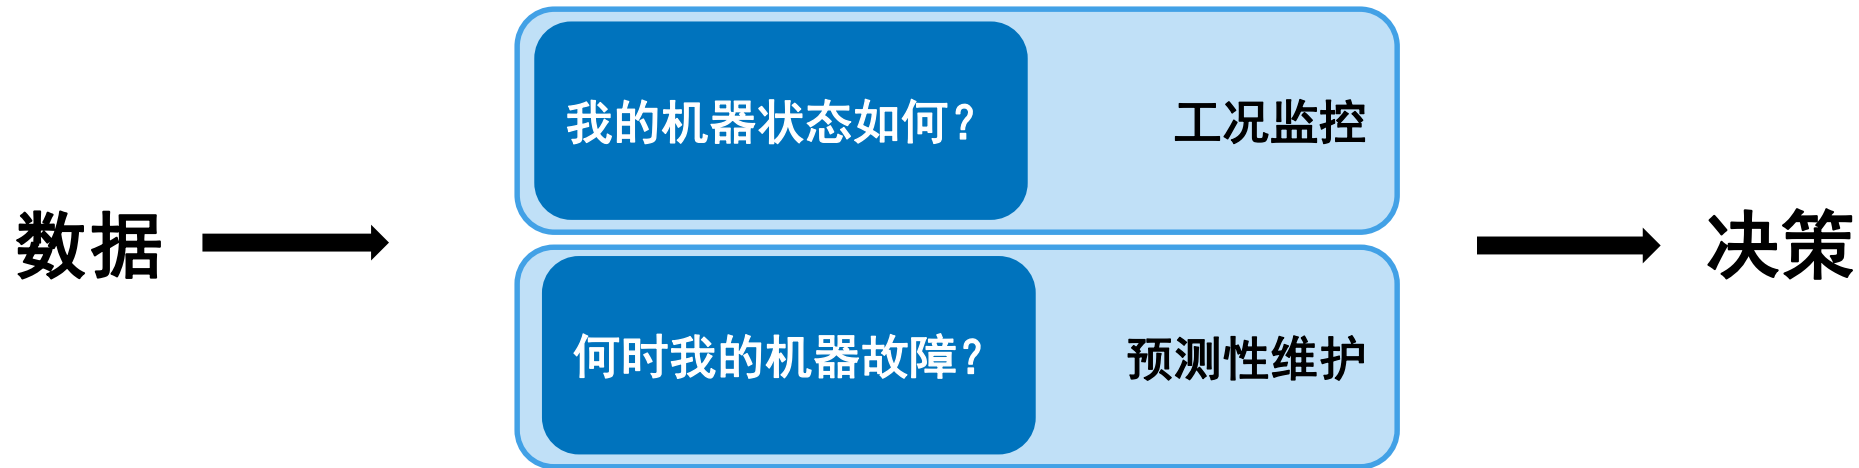 数据
我的机器状态如何？
工况监控
何时我的机器故障？
预测性维护
决策